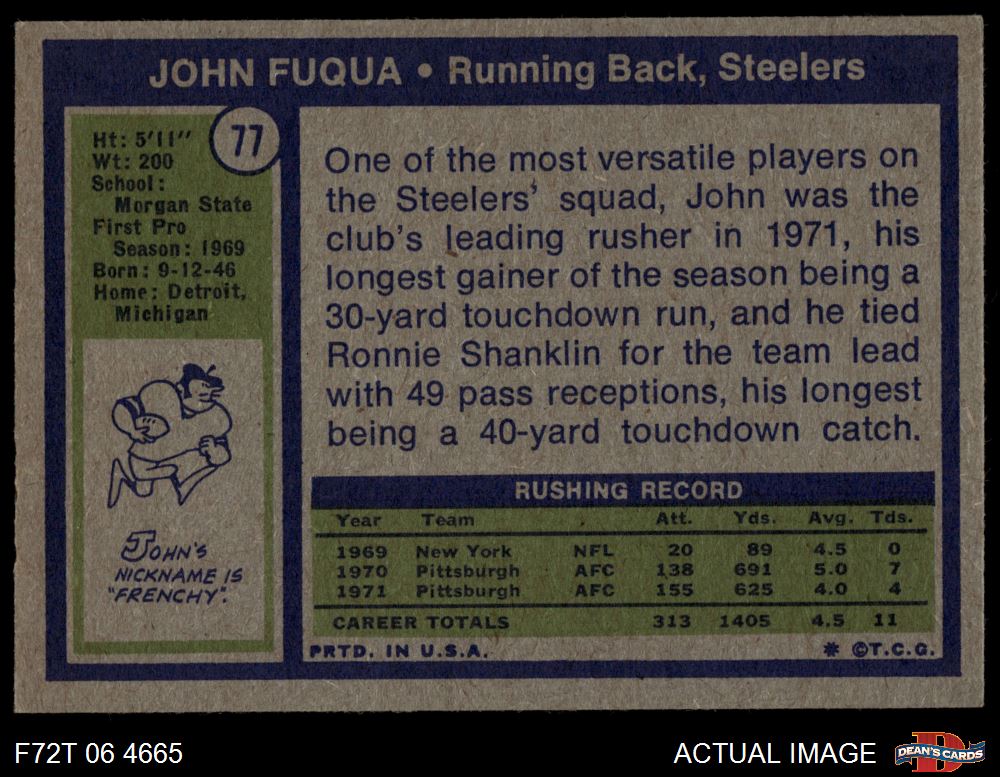 JOHN FUQUA • Running Back, Steelers
77
Ht: 5'11"
Wt: 200
School:
Morgan State
First Pro
Season: 1969
Born: 9-12-46
Home: Detroit,
Michigan
JOHN'S
NICKNAME IS
"FRENCHY".
One of the most versatile players on
the Steelers' squad, John was the
club's leading rusher in 1971, his
longest gainer of the season being a
30-yard touchdown run, and he tied
Ronnie Shanklin for the team lead
with 49 pass receptions, his longest
being a 40-yard touchdown catch.
RUSHING RECORD
Year Team Att. Yds. Avg. Tds.
1969 New York NFL 20 89 4.5 0
1970 Pittsburgh AFC 138 691 5.0 7
1971 Pittsburgh AFC 155 625 4.0 4
CAREER TOTALS 313 1405 4.5 11
PRTD. IN U.S.A. * ©T.C.G.
F72T 06 4665 ACTUAL IMAGE DEAN'S CARDS